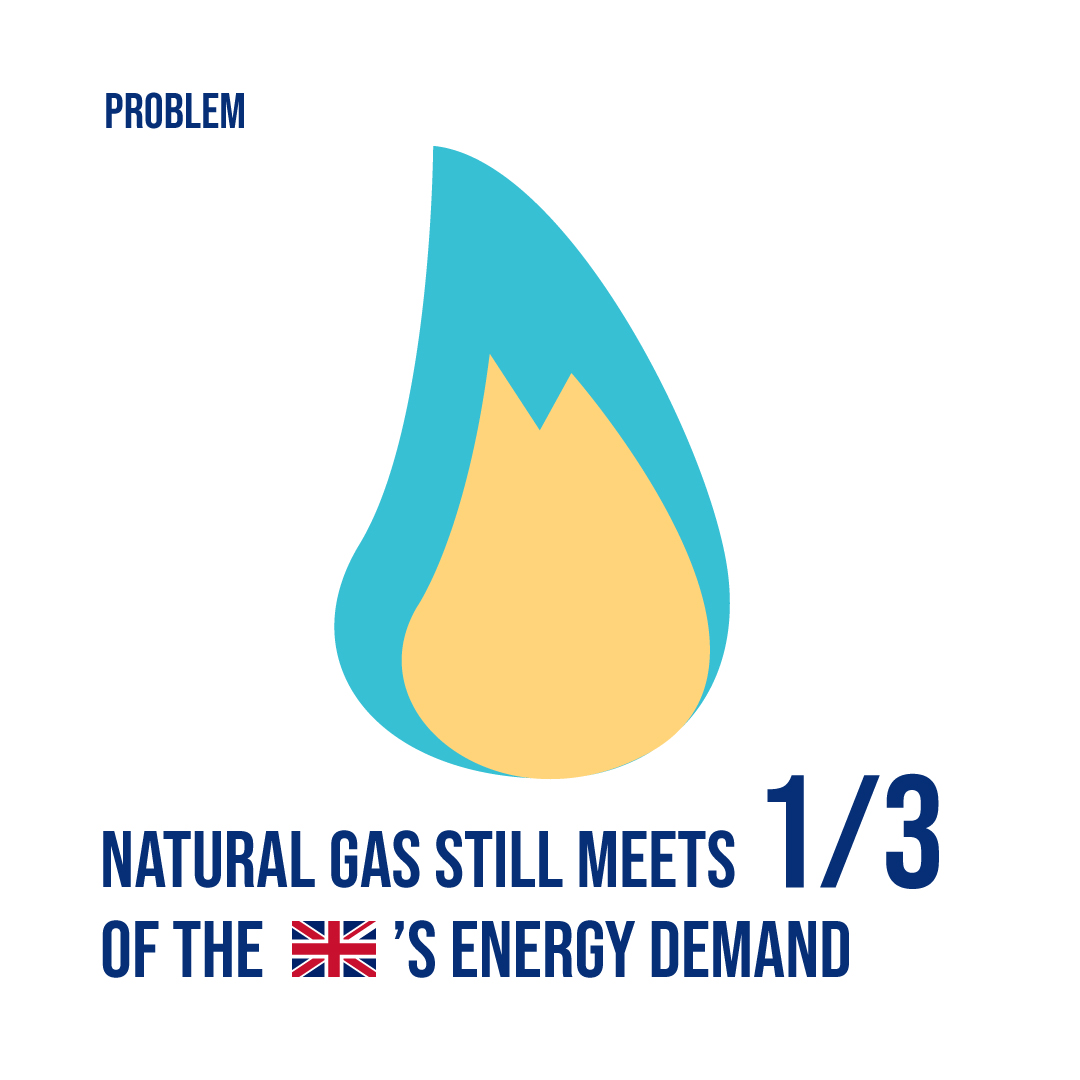 PROBLEM
NATURAL GAS STILL MEETS 1/3
OF THE 'S ENERGY DEMAND